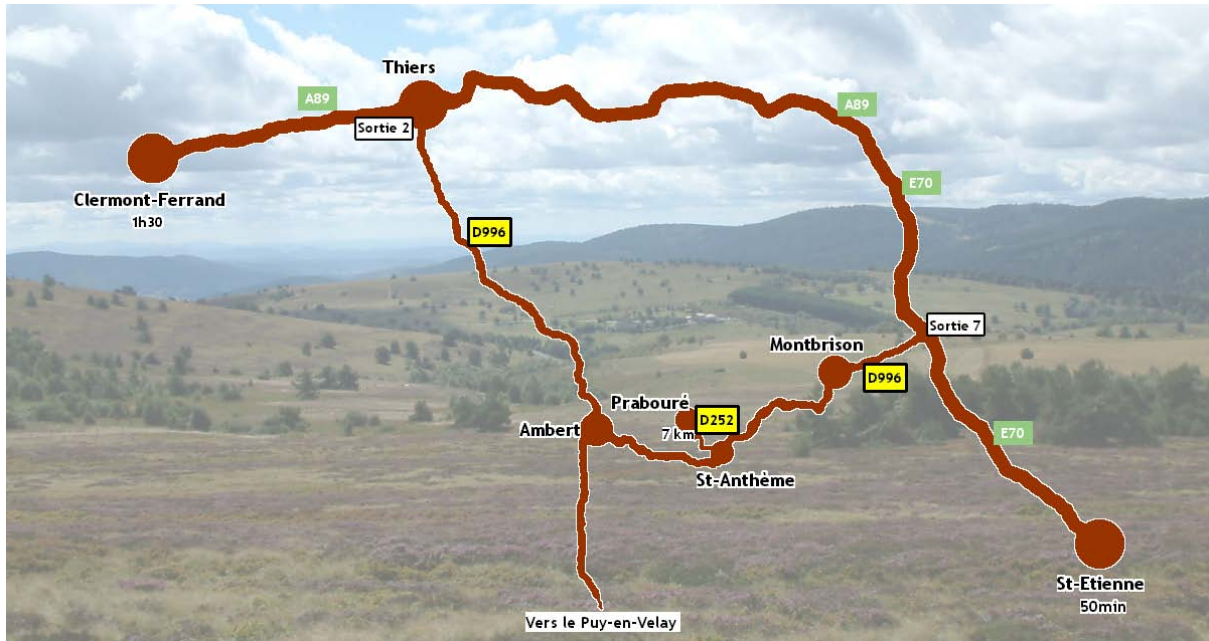 Thiers
A89
A89
Sortie 2
Clermont-Ferrand
1h30
E70
D996
Sortie 7
Montbrison
D996
Prabouré
D252
7 km
Ambert
E70
St-Anthème
St-Etienne
50min
Vers le Puy-en-Velay